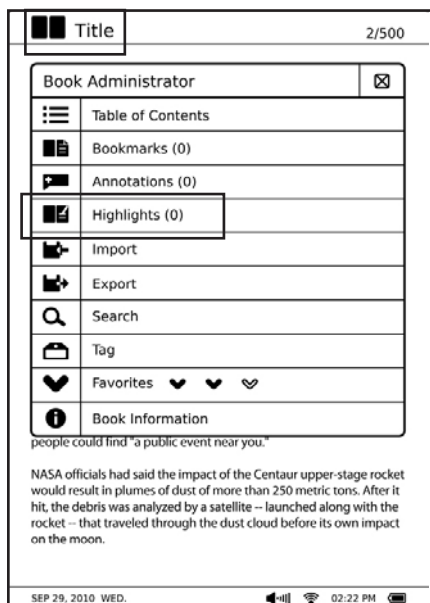 Title
2/500
Book Administrator
Table of Contents
Bookmarks (0)
Annotations (0)
Highlights (0)
Import
Export
Search
Tag
Favorites
Book Information
people could find "a public event near you."
NASA officials had said the impact of the Centaur upper-stage rocket
would result in plumes of dust of more than 250 metric tons. After it
hit, the debris was analyzed by a satellite -- launched along with the
rocket -- that traveled through the dust cloud before its own impact
on the moon.
SEP 29, 2010 WED. 02:22 PM